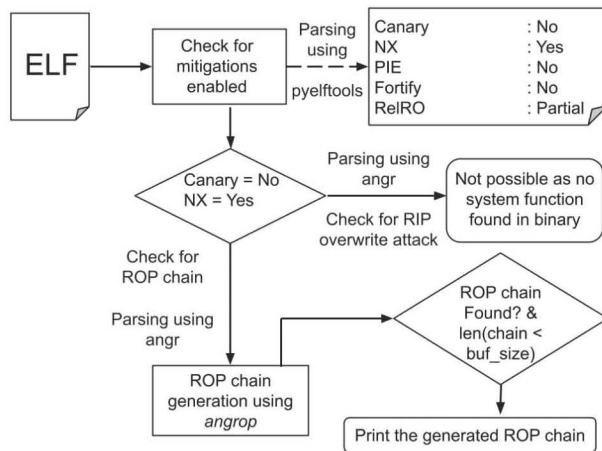 ELF
Check for
mitigations
enabled
Parsing
using
pyelftools
Canary : No
NX : Yes
PIE : No
Fortify : No
RelRO : Partial
Canary = No
NX = Yes
Parsing using
angr
Check for RIP
overwrite attack
Not possible as no
system function
found in binary
Check for
ROP chain
Parsing using
angr
ROP chain
generation using
angrop
ROP chain
Found? &
len(chain <
buf_size)
Print the generated ROP chain